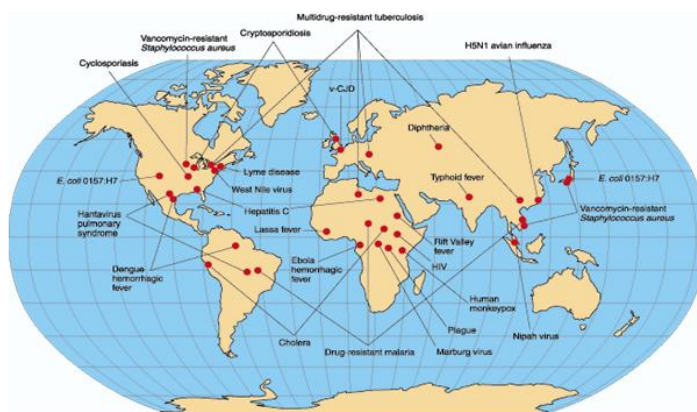 Multidrug-resistant tuberculosis
Vancomycin-resistant
Staphylococcus aureus
Cryptosporidiosis
H5N1 avian influenza
Cyclosporiasis
v-CJD
Diphtheria
E. coli 0157:H7
Lyme disease
West Nile virus
Typhoid fever
E. coli 0157:H7
Hantavirus
pulmonary
syndrome
Hepatitis C
Lassa fever
Vancomycin-resistant
Staphylococcus aureus
Dengue
hemorrhagic
fever
Ebola
hemorrhagic
fever
Rift Valley
fever
HIV
Human
monkeypox
Plague
Nipah virus
Cholera
Drug-resistant malaria
Marburg virus